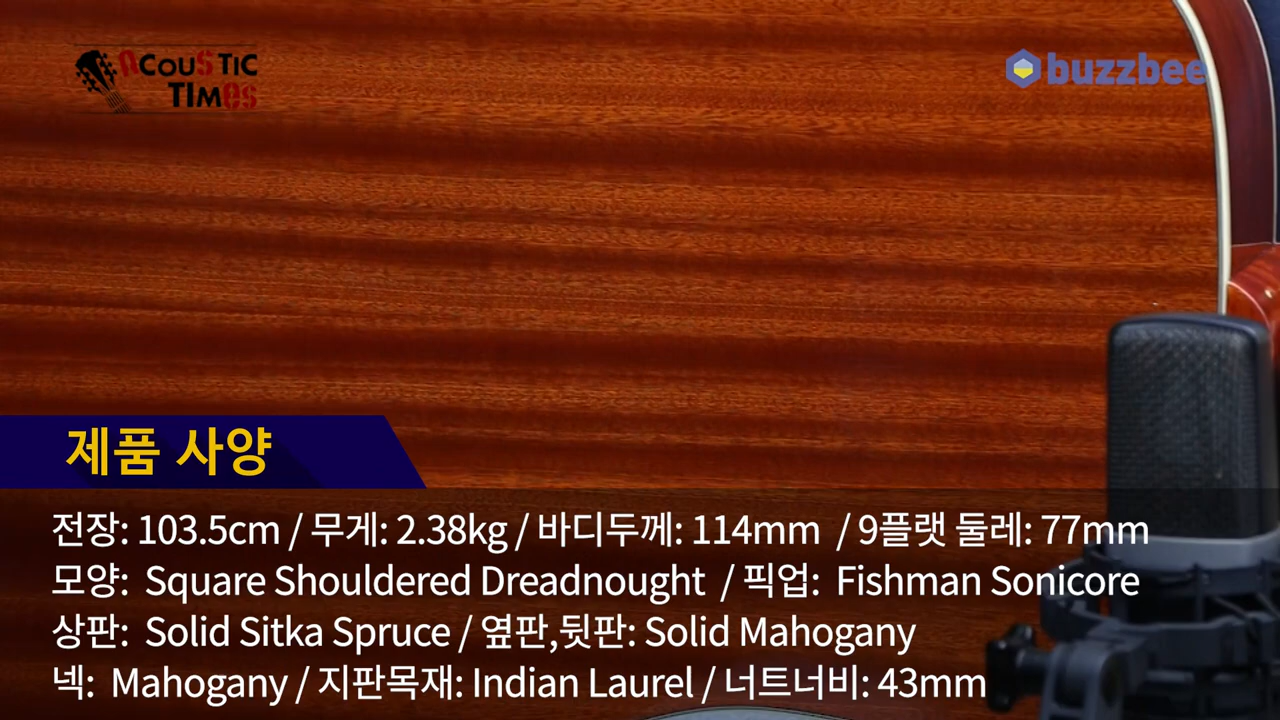 ACOUSTIC
TIMES
buzzbee
제품 사양
전장: 103.5cm / 무게: 2.38kg / 바디두께: 114mm / 9플랫 둘레: 77mm
모양: Square Shouldered Dreadnought / 픽업: Fishman Sonicore
상판: Solid Sitka Spruce / 옆판,뒷판: Solid Mahogany
넥: Mahogany / 지판목재: Indian Laurel / 너트너비: 43mm